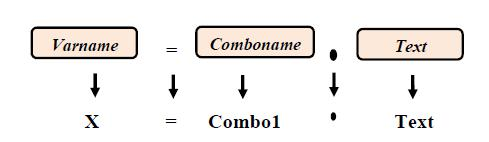 Varname = Comboname . Text
X = Combo1 . Text